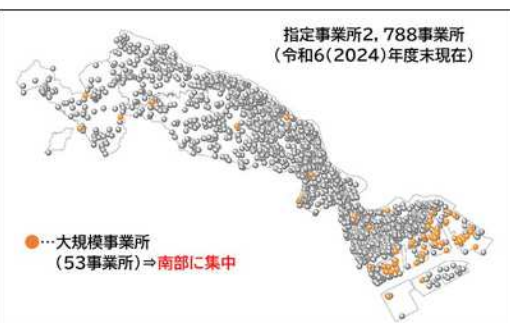 指定事業所2,788事業所
(令和6(2024)年度末現在)
●…大規模事業所
(53事業所)⇒南部に集中